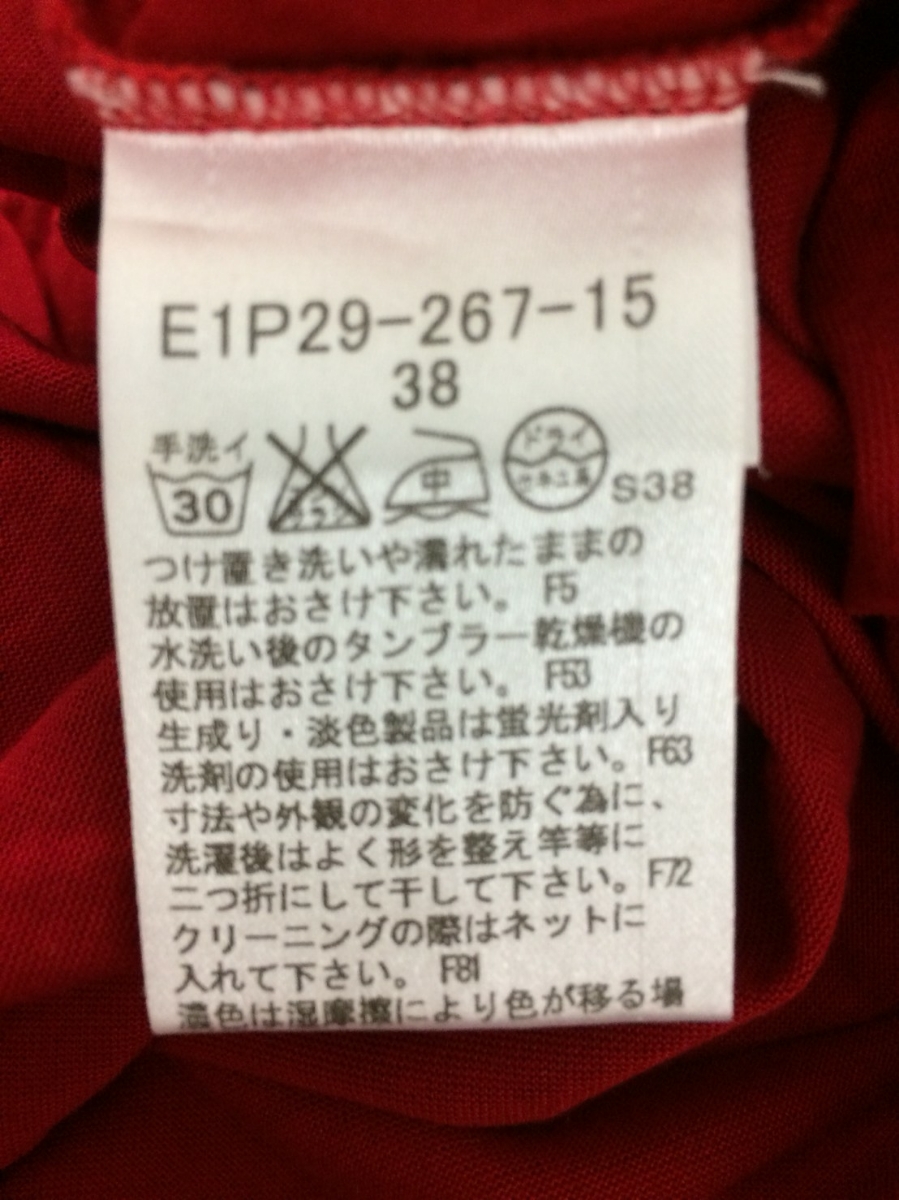 E1P29-267-15
38
手洗イ
30
中
ドライ
セキユ系
S38
つけ置き洗いや濡れたままの
放置はおさけ下さい。 F5
水洗い後のタンブラー乾燥機の
使用はおさけ下さい。 F53
生成り・淡色製品は蛍光剤入り
洗剤の使用はおさけ下さい。F63
寸法や外観の変化を防ぐ為に、
洗濯後はよく形を整え竿等に
二つ折にして干して下さい。F72
クリーニングの際はネットに
入れて下さい。 F81
濃色は湿摩擦により色が移る場